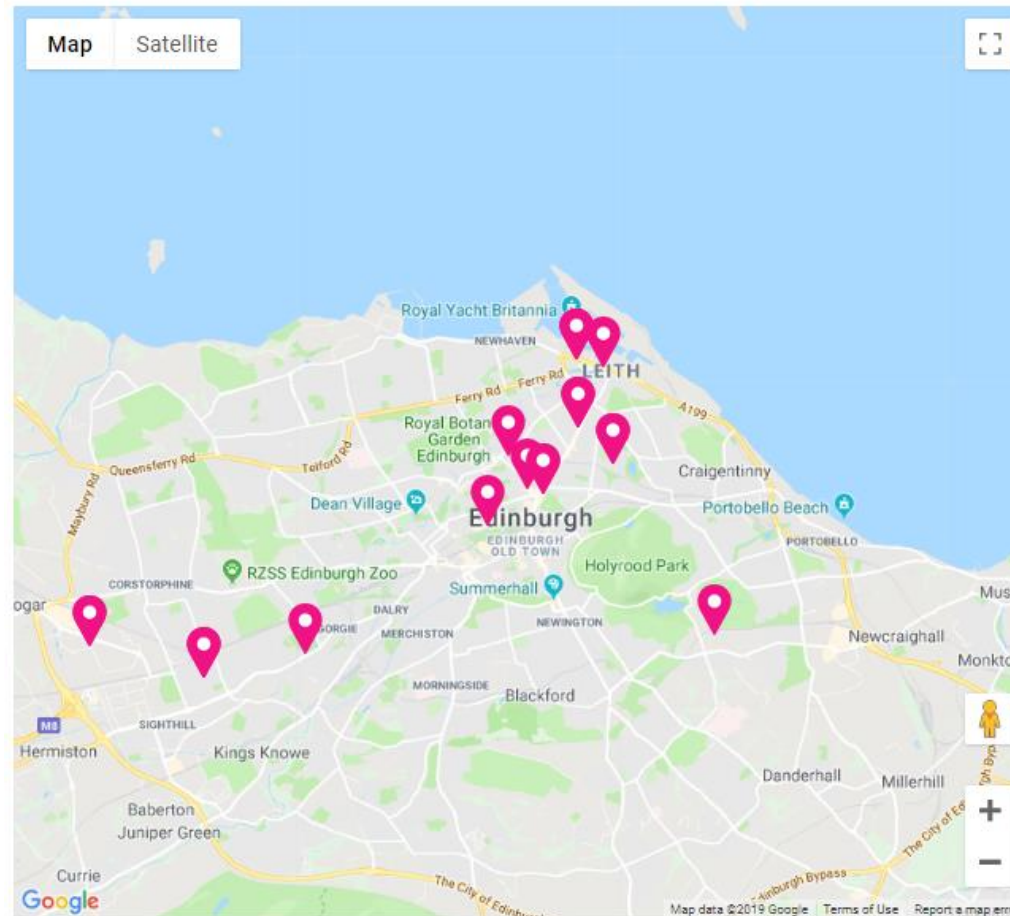 Map Satellite
Royal Yacht Britannia
NEWHAVEN
LEITH
Ferry Rd
Ferry Rd
A199
Royal Botan
Garden
Edinburgh
Queensferry Rd
Telford Rd
Craigentinny
Maybury Rd
Dean Village
Portobello Beach
Edinburgh
EDINBURGH
OLD TOWN
PORTOBELLO
Holyrood Park
CORSTORPHINE
RZSS Edinburgh Zoo
Summerhall
Mus
ogar
DALRY
GORGIE
MERCHISTON
NEWINGTON
Newcraighall
Monkto
MORNINGSIDE
Blackford
M8
SIGHTHILL
Hermiston
Kings Knowe
Danderhall
Millerhill
Baberton
Juniper Green
Currie
The City of Edinb
Edinburgh Bypass
The City of Ed
ph Byp
Google
Map data ©2019 Google Terms of Use Report a map err